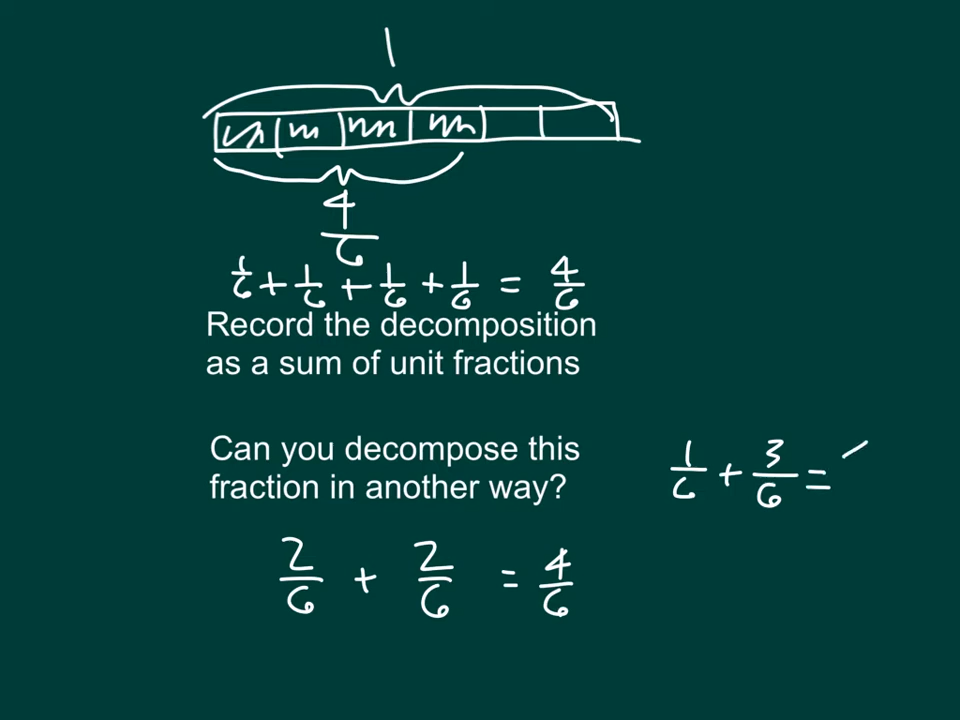 1
4/6
1/6 + 1/6 + 1/6 + 1/6 = 4/6
Record the decomposition
as a sum of unit fractions
Can you decompose this
fraction in another way?
1/6 + 3/6 =
2/6 + 2/6 = 4/6